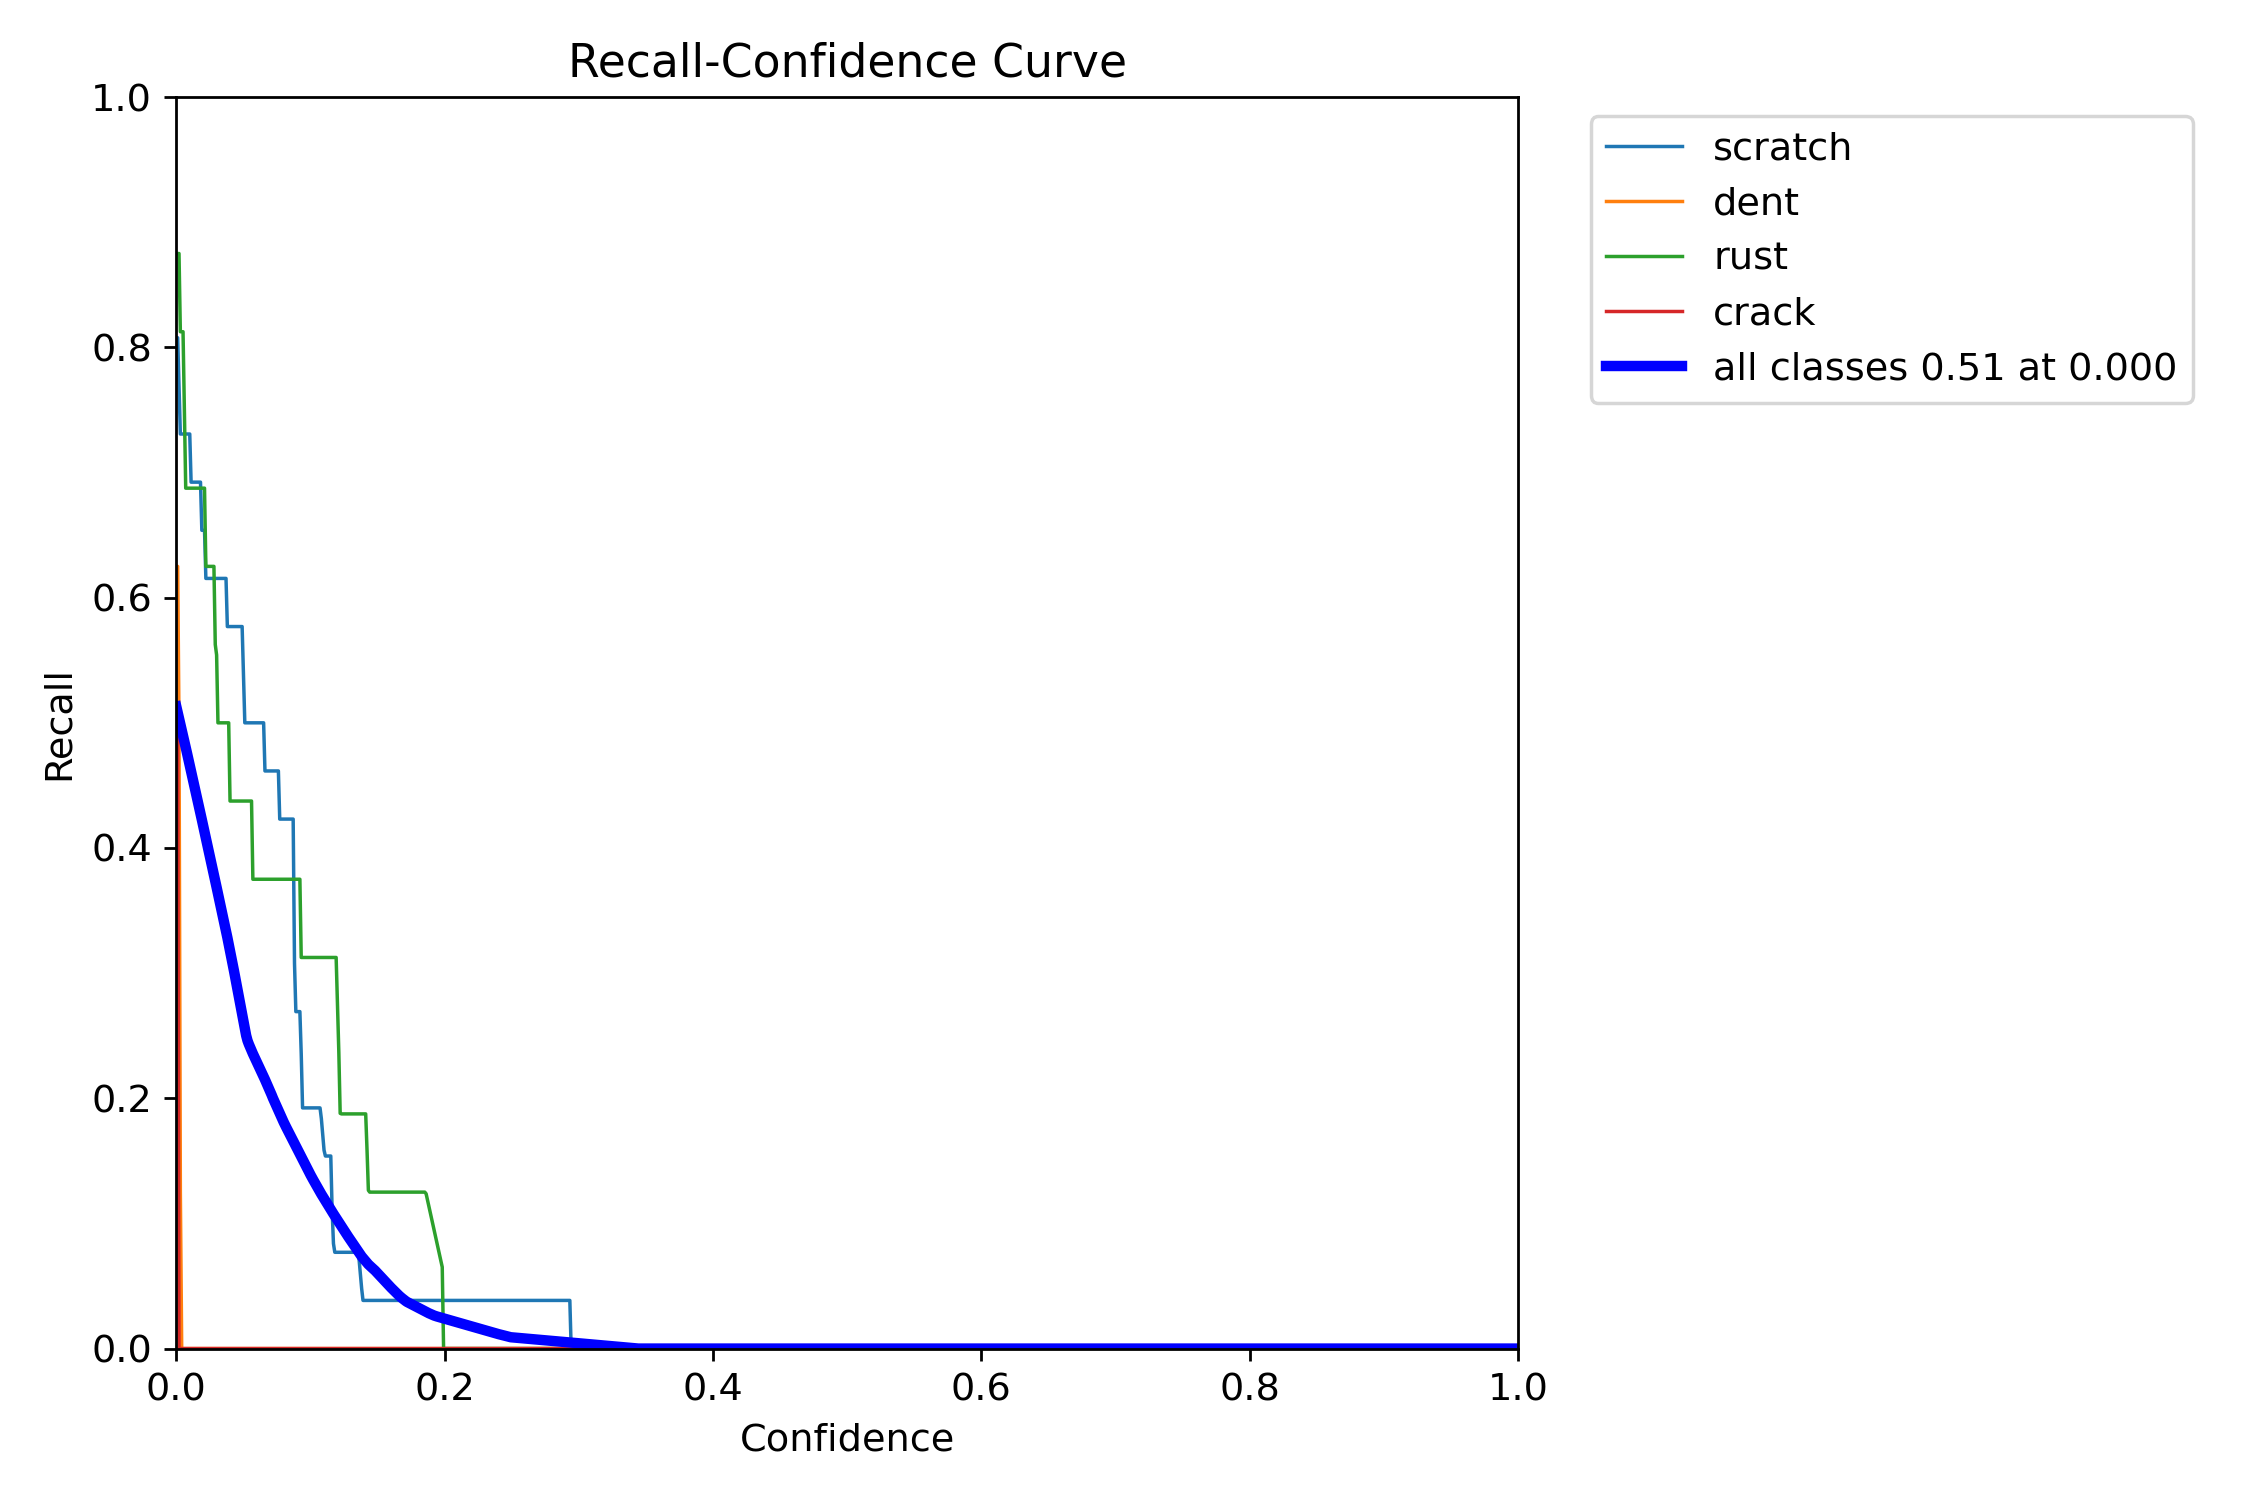 Recall-Confidence Curve
1.0
0.8
0.6
0.4
0.2
0.0
Recall
0.0 0.2 0.4 0.6 0.8 1.0
Confidence
scratch
dent
rust
crack
all classes 0.51 at 0.000